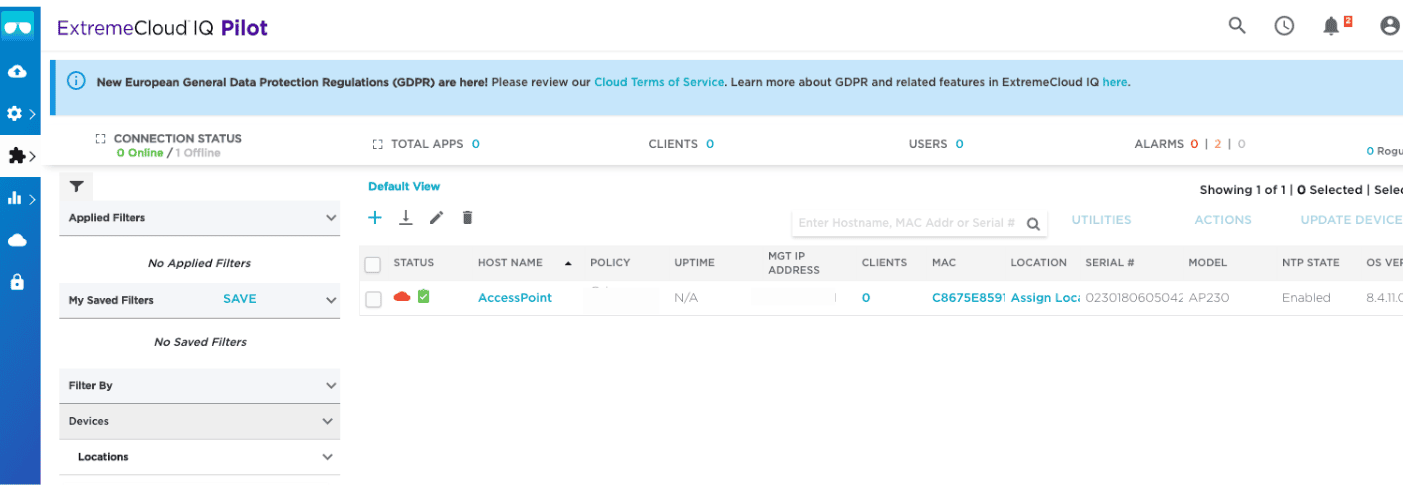 ExtremeCloud IQ Pilot
2
New European General Data Protection Regulations (GDPR) are here! Please review our Cloud Terms of Service. Learn more about GDPR and related features in ExtremeCloud IQ here.
CONNECTION STATUS
0 Online / 1 Offline
TOTAL APPS 0
CLIENTS 0
USERS 0
ALARMS 0 | 2 | 0
0 Rogu
Default View
Showing 1 of 1 | 0 Selected | Selec
Applied Filters
Enter Hostname, MAC Addr or Serial #
UTILITIES
ACTIONS
UPDATE DEVICE
No Applied Filters
STATUS
HOST NAME
POLICY
UPTIME
MGT IP
ADDRESS
CLIENTS
MAC
LOCATION
SERIAL #
MODEL
NTP STATE
OS VER
My Saved Filters
SAVE
AccessPoint
N/A
0
C8675E8591
Assign Loca
0230180605042
AP230
Enabled
8.4.11.0
No Saved Filters
Filter By
Devices
Locations